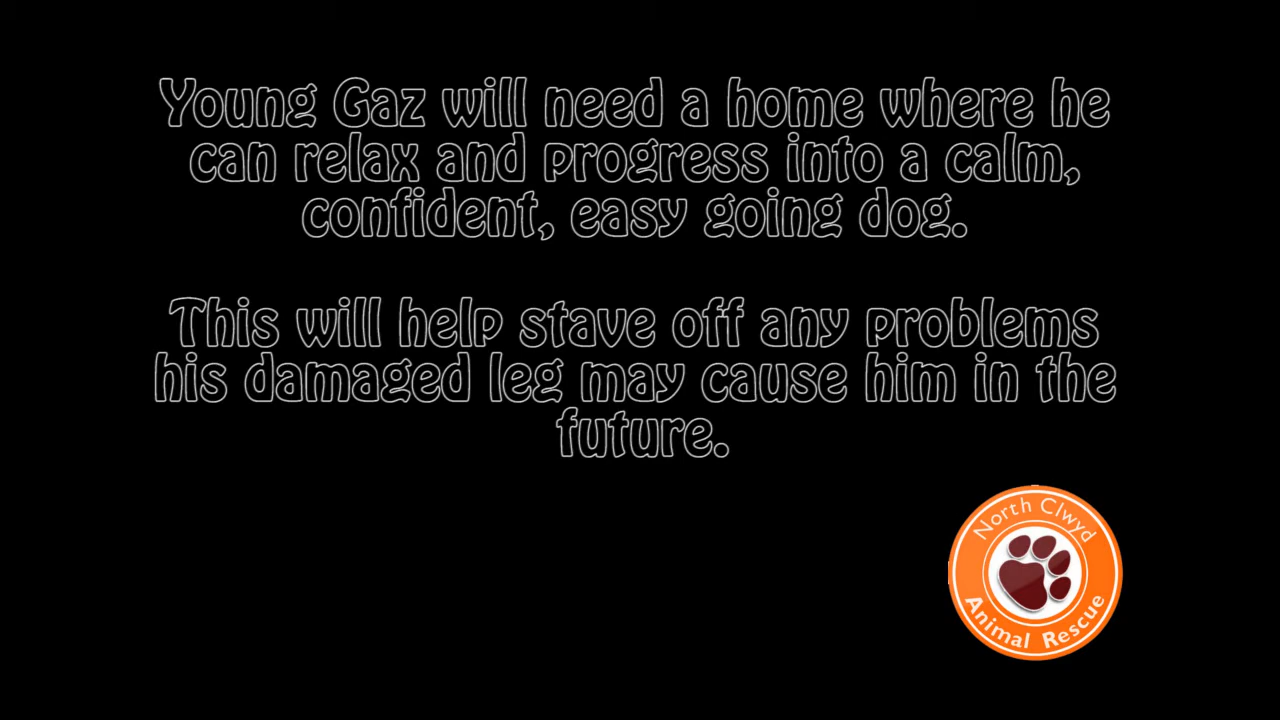 Young Gaz will need a home where he
can relax and progress into a calm,
confident, easy going dog.
This will help stave off any problems
his damaged leg may cause him in the
future.
North Clwyd
Animal Rescue